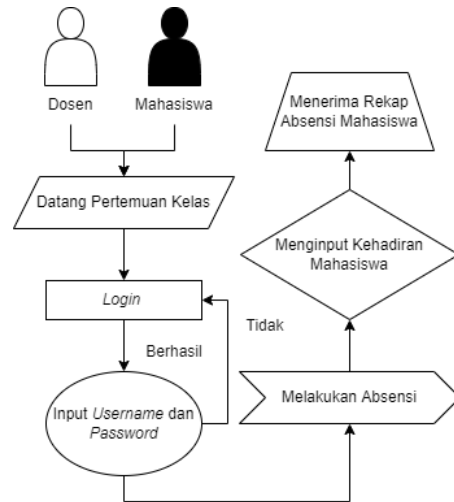 Dosen
Mahasiswa
Datang Pertemuan Kelas
Login
Berhasil
Tidak
Input Username dan
Password
Melakukan Absensi
Menginput Kehadiran
Mahasiswa
Menerima Rekap
Absensi Mahasiswa